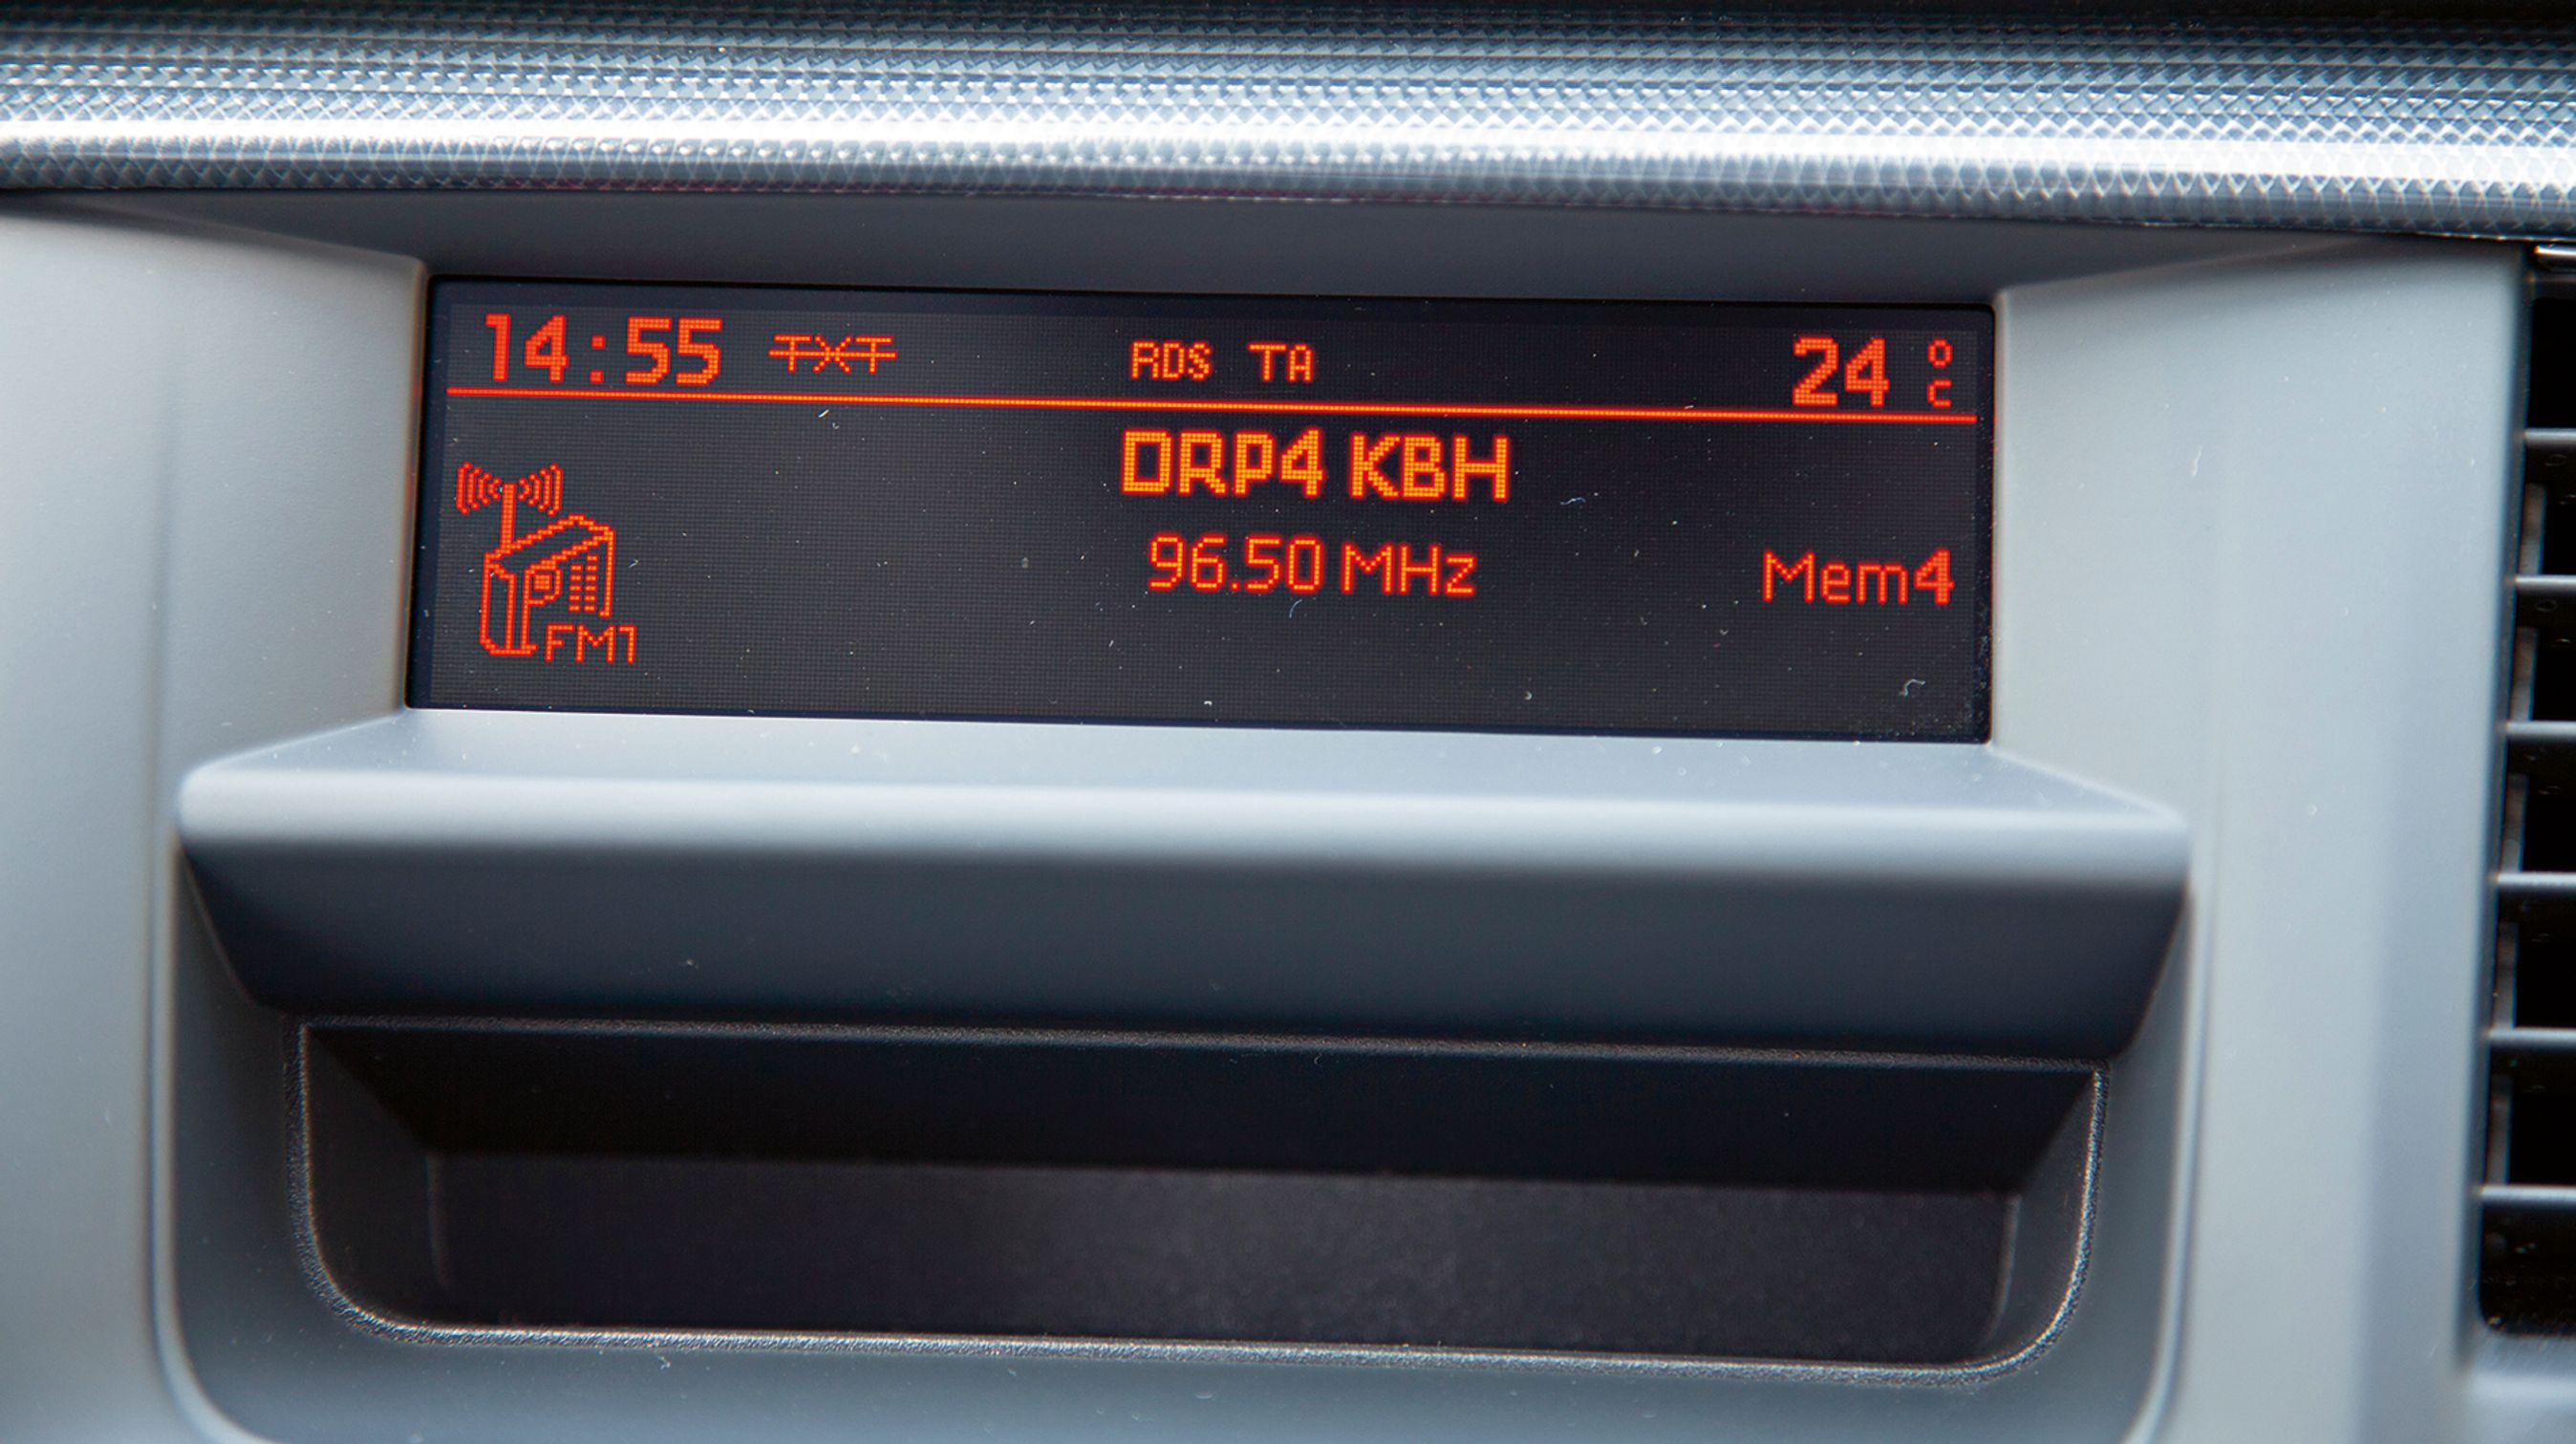 14:55 TXT RDS TA 24 °C
DRP4 KBH
96.50 MHz Mem4
FM1